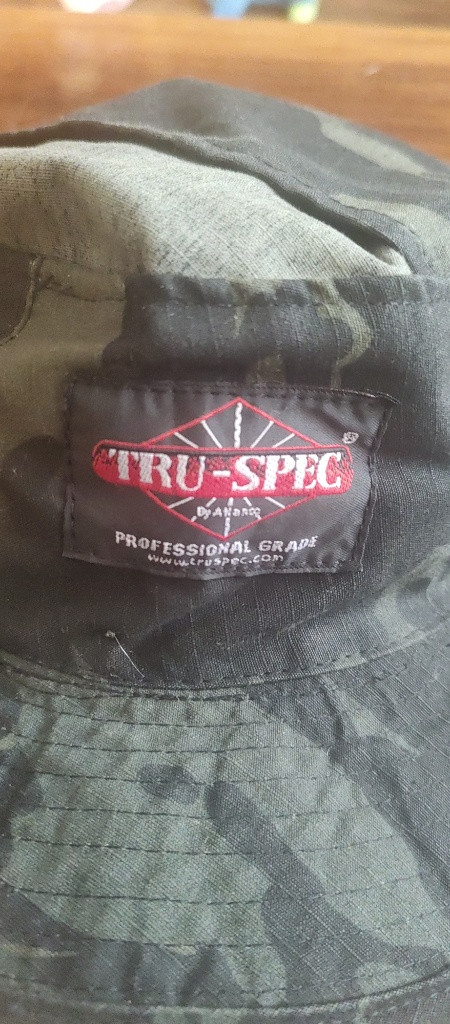 TRU-SPEC®
By Atlanco
PROFESSIONAL GRADE
www.truspec.com